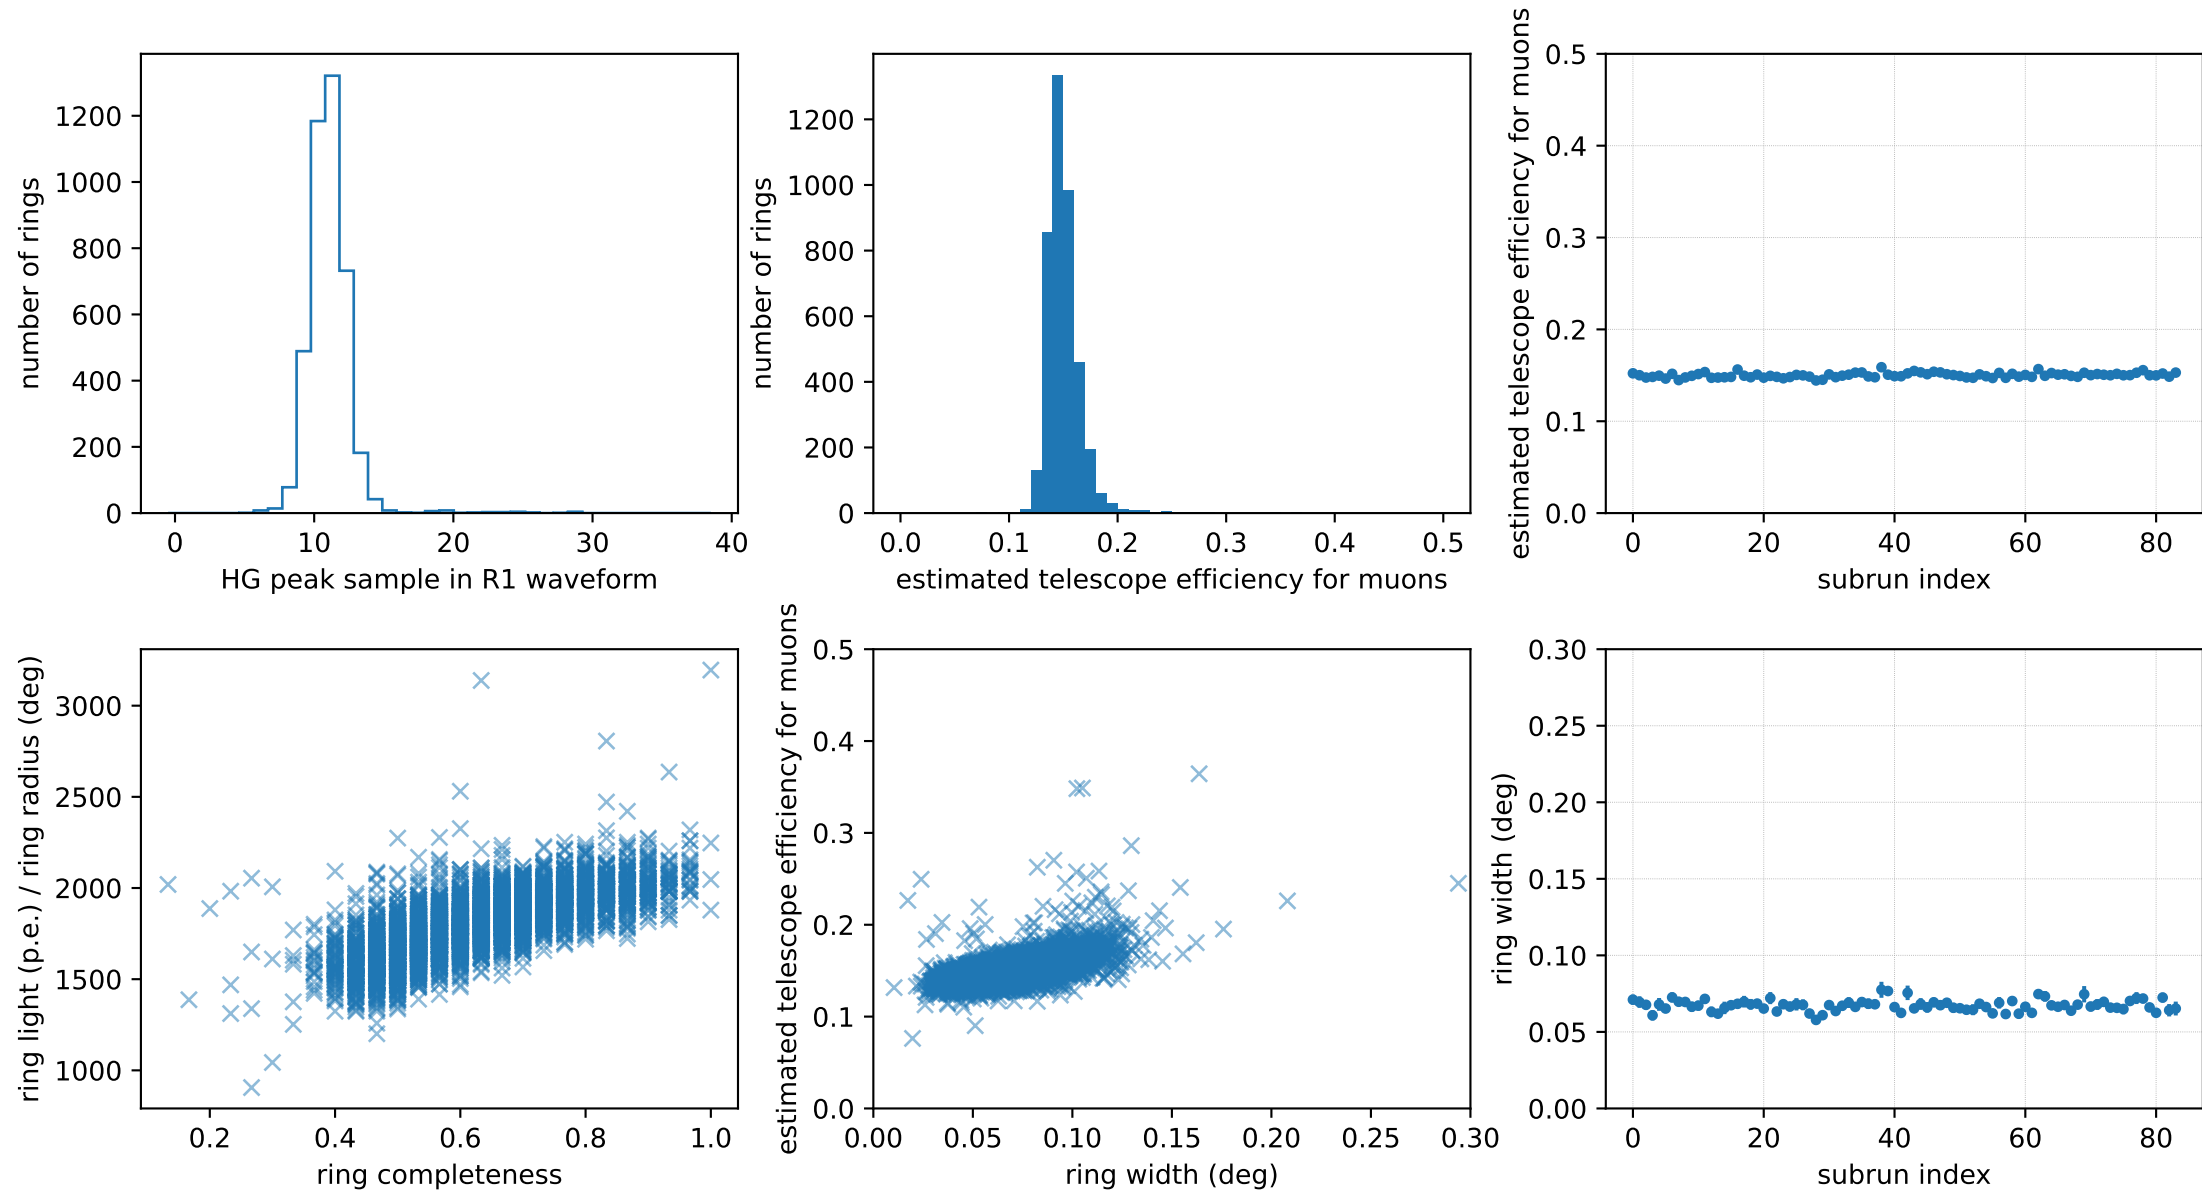 number of rings
1200
1000
800
600
400
200
0
0 10 20 30 40
HG peak sample in R1 waveform
number of rings
1200
1000
800
600
400
200
0
0.0 0.1 0.2 0.3 0.4 0.5
estimated telescope efficiency for muons
estimated telescope efficiency for muons
0.5
0.4
0.3
0.2
0.1
0.0
0 20 40 60 80
subrun index
ring light (p.e.) / ring radius (deg)
3000
2500
2000
1500
1000
0.2 0.4 0.6 0.8 1.0
ring completeness
estimated telescope efficiency for muons
0.5
0.4
0.3
0.2
0.1
0.0
0.00 0.05 0.10 0.15 0.20 0.25 0.30
ring width (deg)
ring width (deg)
0.30
0.25
0.20
0.15
0.10
0.05
0.00
0 20 40 60 80
subrun index